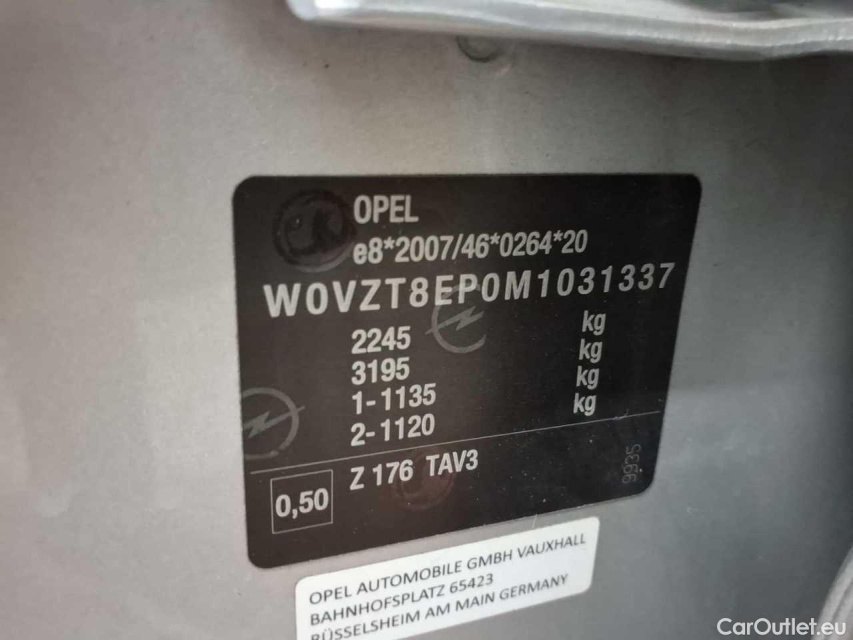 OPEL
e8*2007/46*0264*20
W0VZT8EP0M1031337
2245 kg
3195 kg
1-1135 kg
2-1120 kg
0,50 Z 176 TAV3
9935
OPEL AUTOMOBILE GMBH VAUXHALL
BAHNHOFSPLATZ 65423
RÜSSELSHEIM AM MAIN GERMANY
CarOutlet.eu